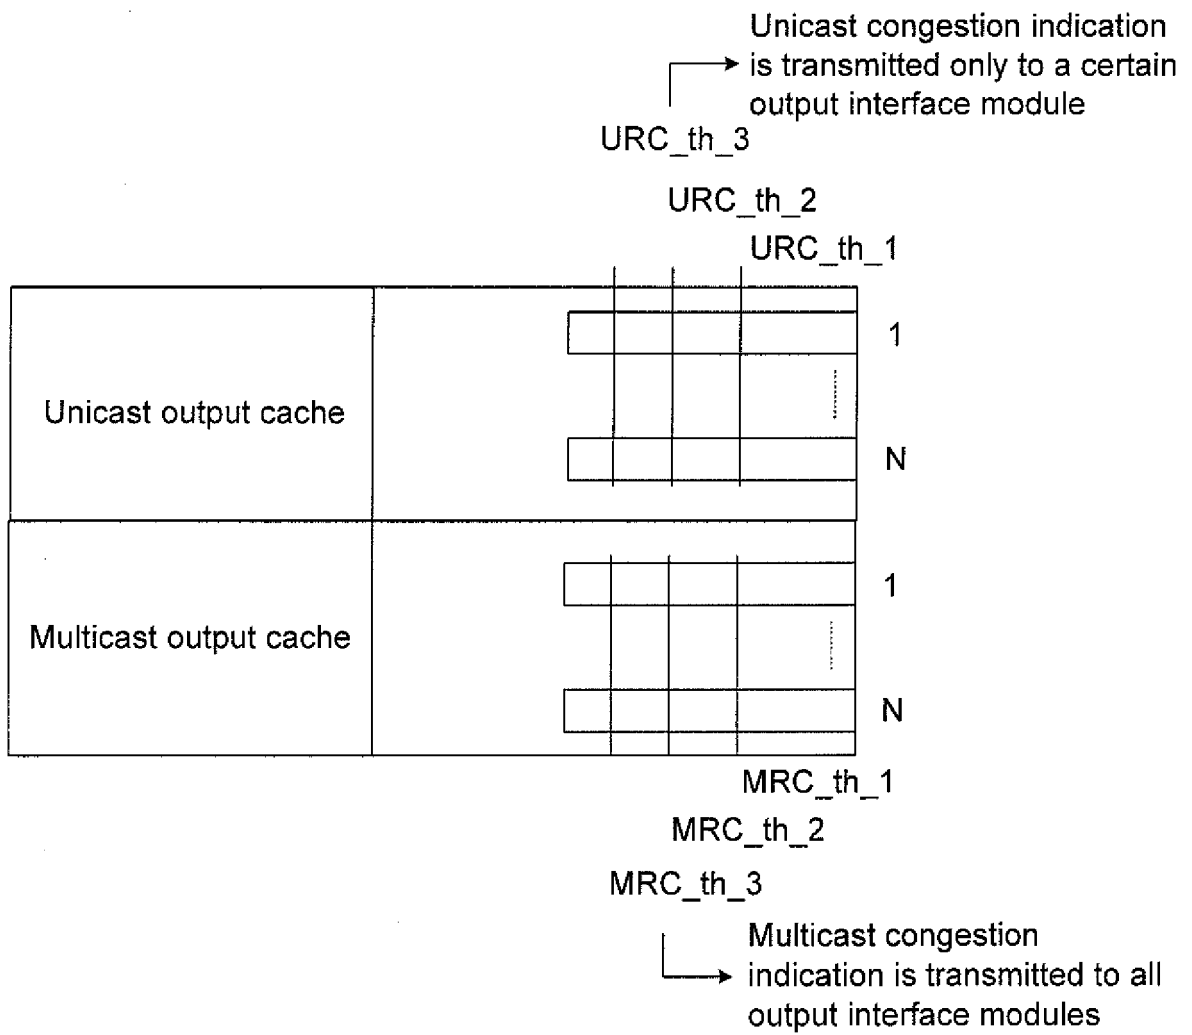 Unicast congestion indication
is transmitted only to a certain
output interface module
URC_th_3
URC_th_2
URC_th_1
1
Unicast output cache
N
1
Multicast output cache
N
MRC_th_1
MRC_th_2
MRC_th_3
Multicast congestion
indication is transmitted to all
output interface modules